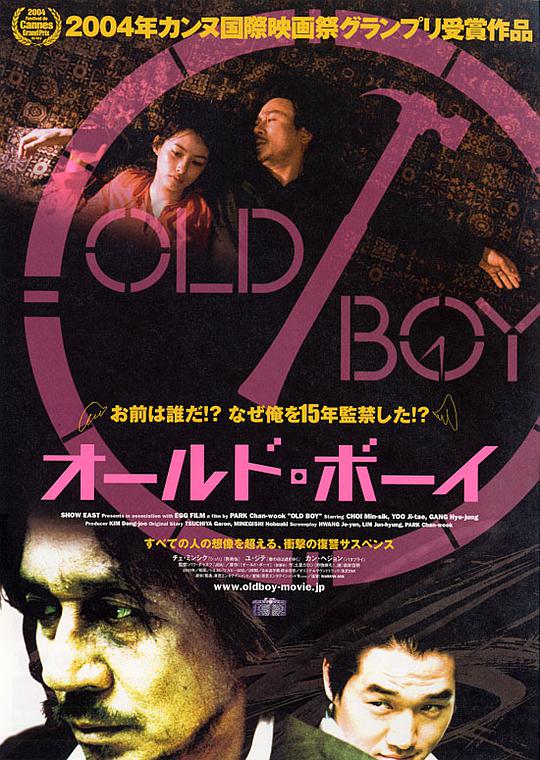 2004
Festival de
Cannes
Grand Prix
2004年カンヌ国際映画祭グランプリ受賞作品
OLD
BOY
お前は誰だ!? なぜ俺を15年監禁した!?
オールド・ボーイ
SHOW EAST Presents in association with EGG FILM a film by PARK Chan-wook "OLD BOY" Starring CHOI Min-sik, YOO Ji-tae, GANG Hye-jung
Producer KIM Dong-joo Original Story TSUCHIYA Garon, MINEGISHI Nobuaki Screenplay HWANG Jo-yun, LIM Jun-hyung, PARK Chan-wook
すべての人の想像を超える、衝撃の復讐サスペンス
チェ・ミンシク ユ・ジテ カン・ヘジョン
www.oldboy-movie.jp